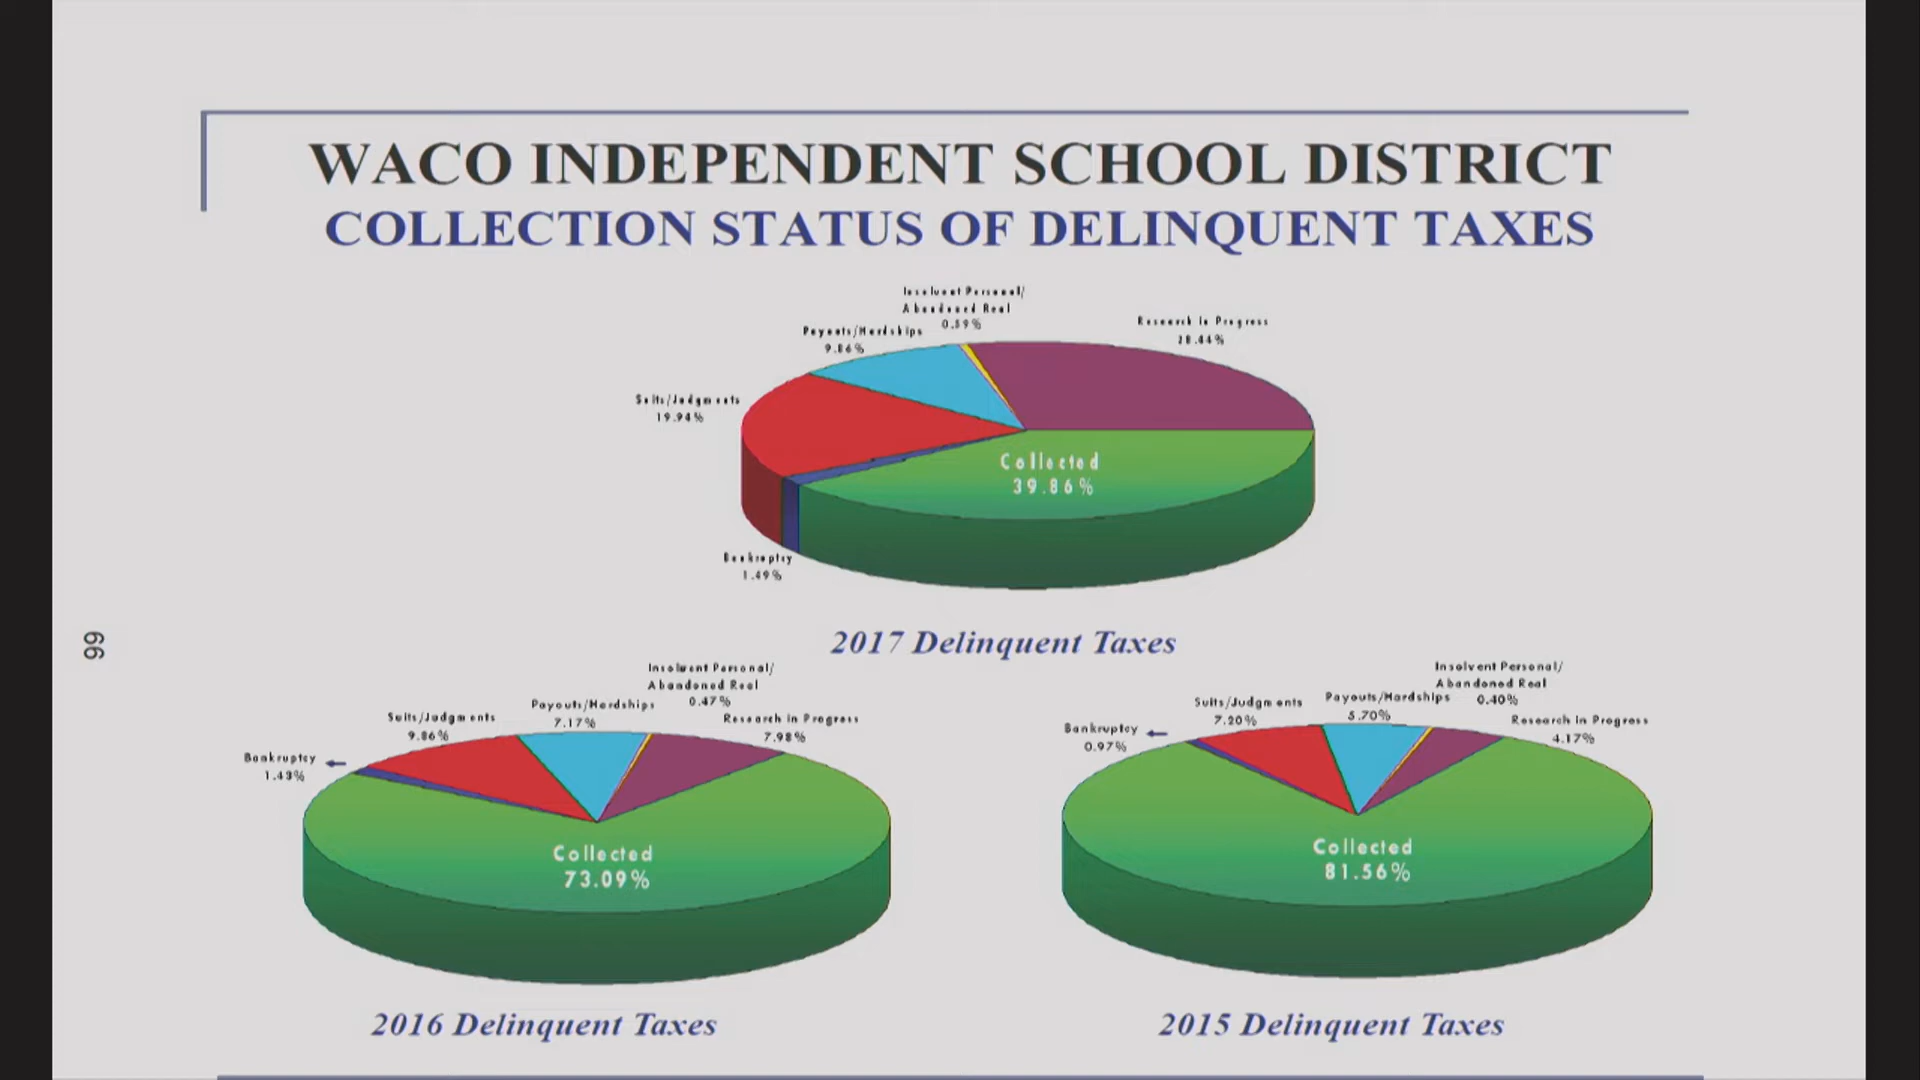 WACO INDEPENDENT SCHOOL DISTRICT
COLLECTION STATUS OF DELINQUENT TAXES
Insolvent Personal/
Abandoned Real
0.59%
Research in Progress
28.44%
Payouts/Hardships
9.86%
Suits/Judgments
19.94%
Collected
39.86%
Bankruptcy
1.49%
2017 Delinquent Taxes
66
Insolvent Personal/
Abandoned Real
0.47%
Payouts/Hardships
7.17%
Suits/Judgments
9.86%
Research in Progress
7.98%
Bankruptcy
1.43%
Collected
73.09%
2016 Delinquent Taxes
Insolvent Personal/
Abandoned Real
0.40%
Payouts/Hardships
5.70%
Suits/Judgments
7.20%
Research in Progress
4.17%
Bankruptcy
0.97%
Collected
81.56%
2015 Delinquent Taxes